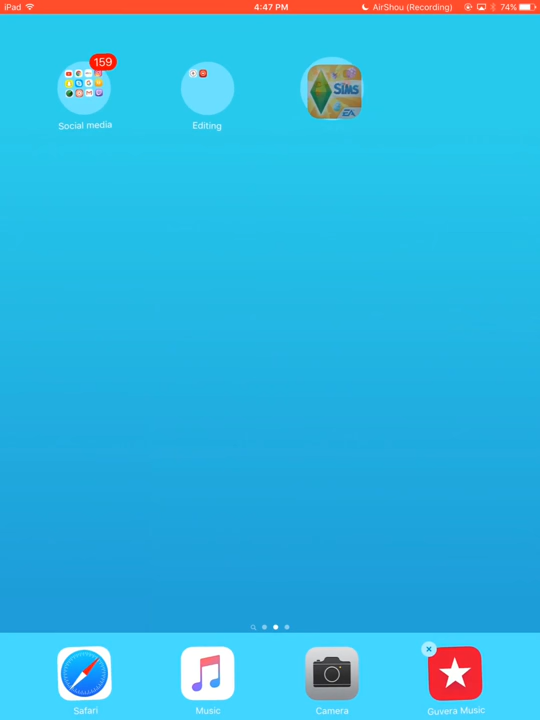 iPad 4:47 PM AirShou (Recording) 74%
159
SIMS
EA
Social media Editing
Safari Music Camera Guvera Music